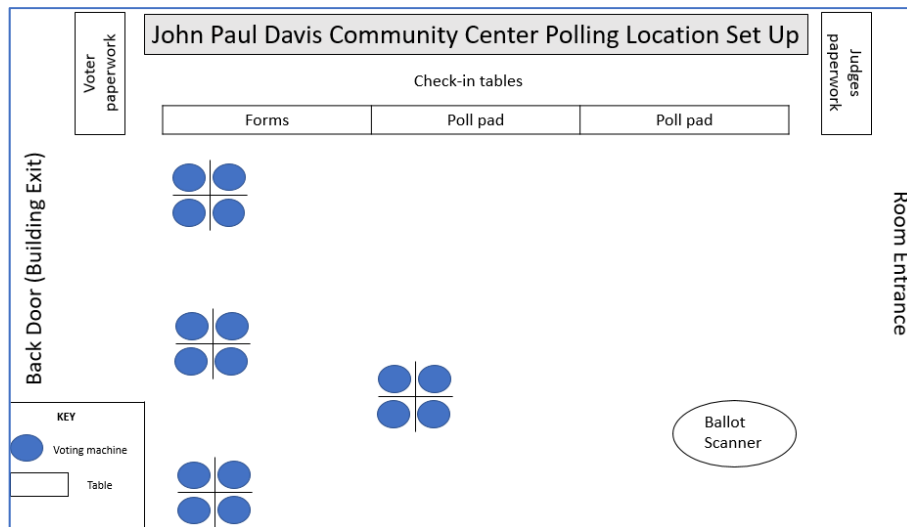 John Paul Davis Community Center Polling Location Set Up
Voter
paperwork
Judges
paperwork
Check-in tables
Forms
Poll pad
Poll pad
Back Door (Building Exit)
Room Entrance
Ballot
Scanner
KEY
Voting machine
Table